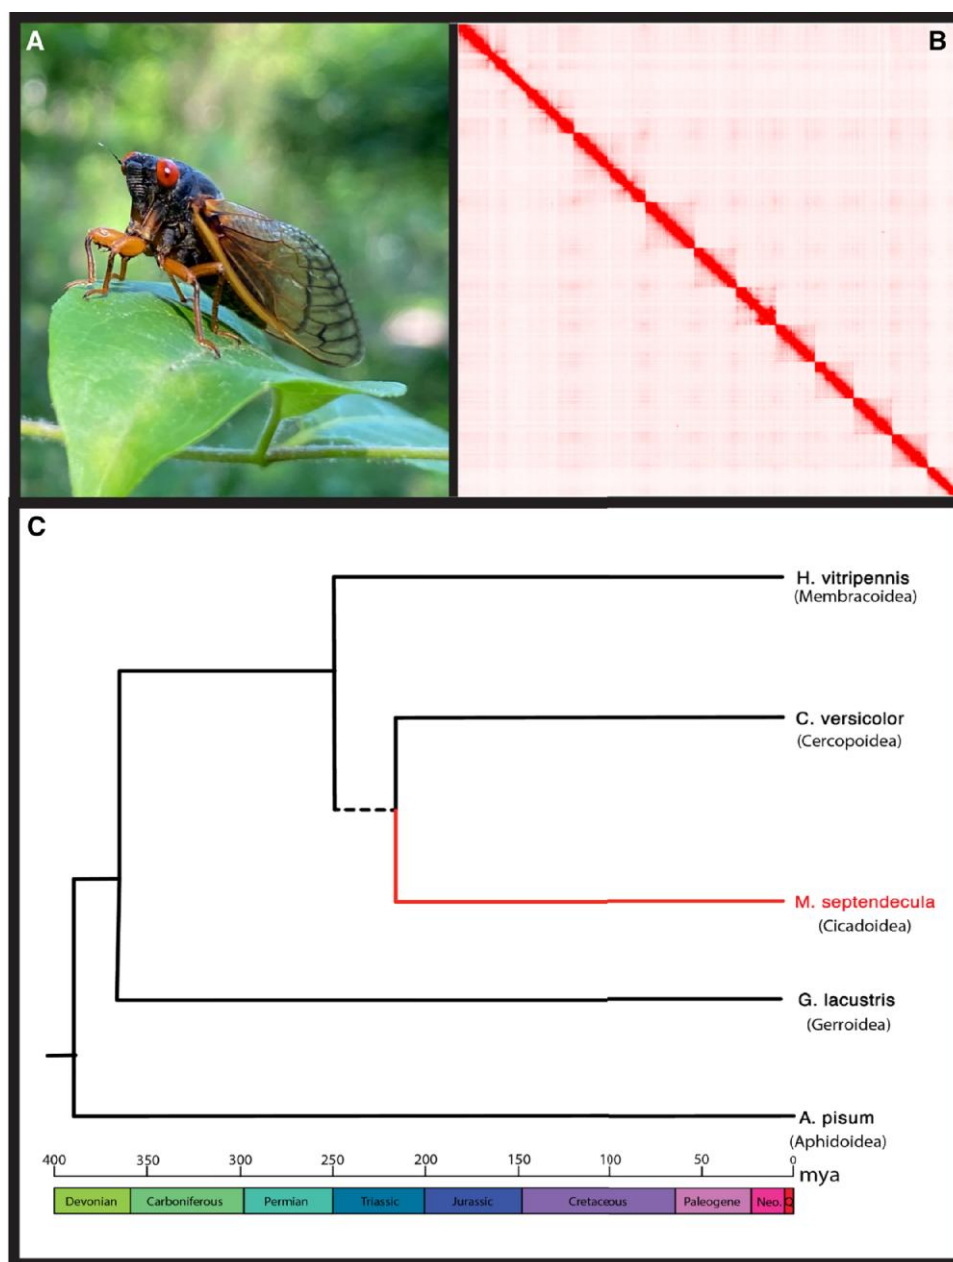 A
B
C
H. vitripennis
(Membracoidea)
C. versicolor
(Cercopoidea)
M. septendecula
(Cicadoidea)
G. lacustris
(Gerroidea)
A. pisum
(Aphidoidea)
400 350 300 250 200 150 100 50 0
mya
Devonian Carboniferous Permian Triassic Jurassic Cretaceous Paleogene Neo. Q